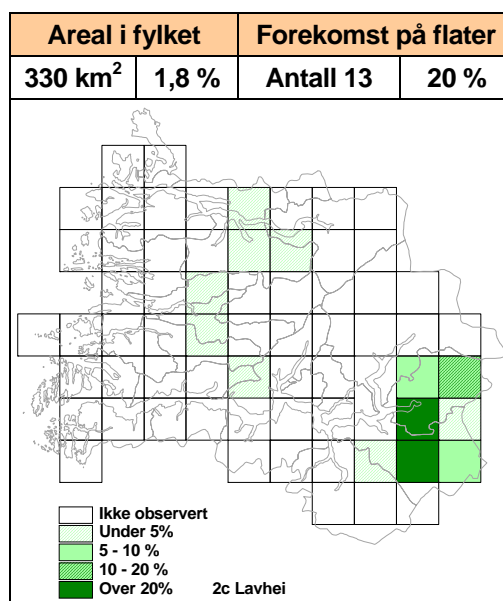 Areal i fylket Forekomst på flater
330 km² 1,8 % Antall 13 20 %
Ikke observert
Under 5%
5 - 10 %
10 - 20 %
Over 20% 2c Lavhei